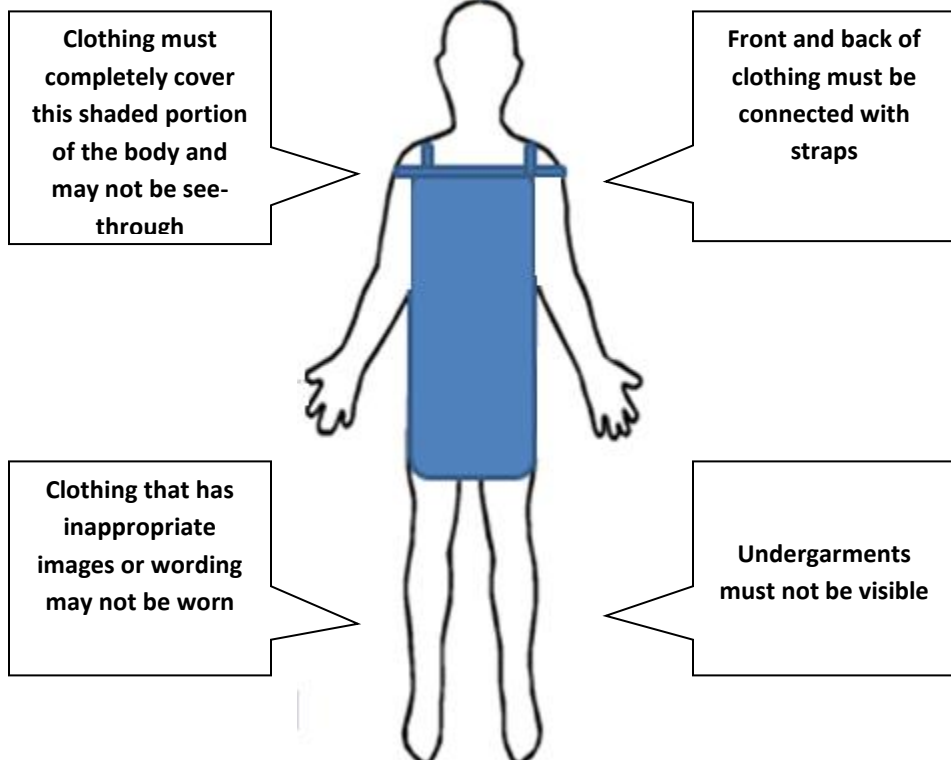 Clothing must
completely cover
this shaded portion
of the body and
may not be see-
through
Front and back of
clothing must be
connected with
straps
Clothing that has
inappropriate
images or wording
may not be worn
Undergarments
must not be visible